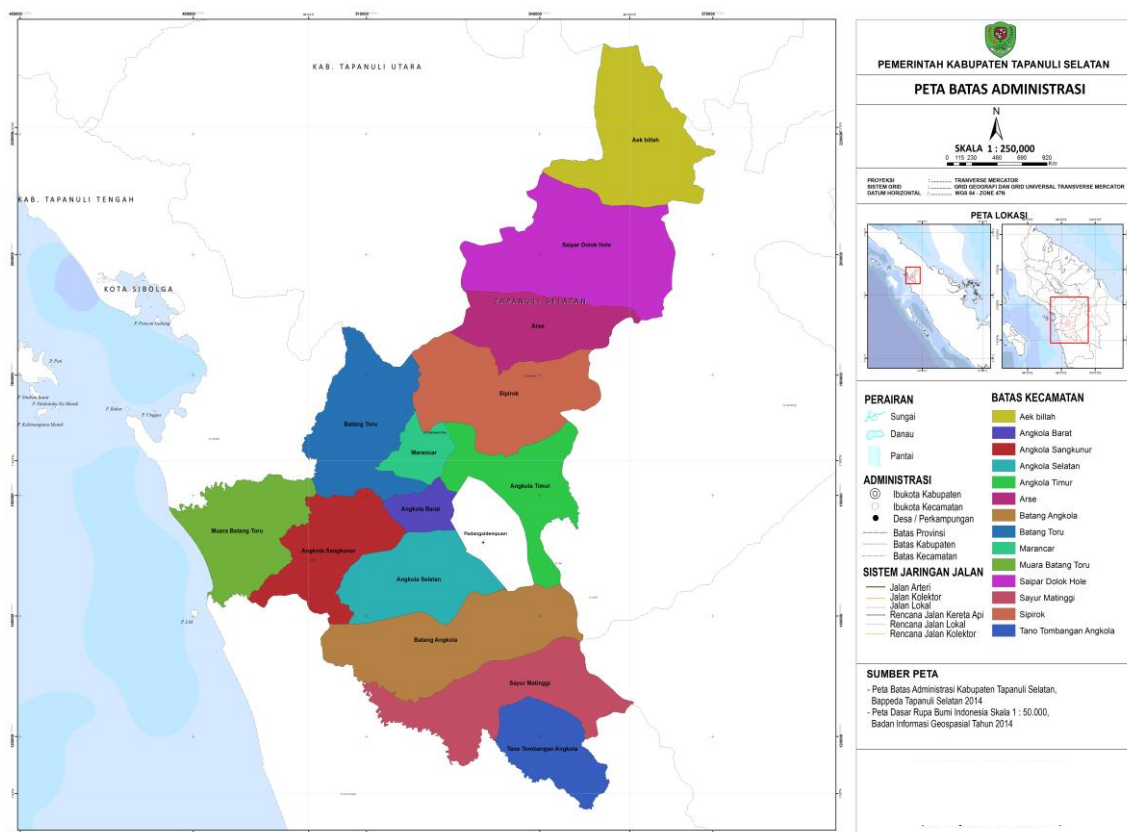 KAB. TAPANULI UTARA
KAB. TAPANULI TENGAH
KOTA SIBOLGA
TAPANULI SELATAN
Aek billah
Saipar Dolok Hole
Arse
Sipirok
Batang Toru
Marancar
Angkola Timur
Angkola Barat
Muara Batang Toru
Angkola Sangkunur
Padangsidempuan
Angkola Selatan
Batang Angkola
Sayur Matinggi
Tano Tombangan Angkola
PEMERINTAH KABUPATEN TAPANULI SELATAN
PETA BATAS ADMINISTRASI
N
SKALA 1 : 250,000
0 115 230 460 690 920
Km
PROYEKSI : ............ TRANVERSE MERCATOR
SISTEM GRID : ............ GRID GEOGRAFI DAN GRID UNIVERSAL TRANSVERSE MERCATOR
DATUM HORIZONTAL : ............ WGS 84 - ZONE 47N
PETA LOKASI
PERAIRAN
Sungai
Danau
Pantai
ADMINISTRASI
Ibukota Kabupaten
Ibukota Kecamatan
Desa / Perkampungan
Batas Provinsi
Batas Kabupaten
Batas Kecamatan
SISTEM JARINGAN JALAN
Jalan Arteri
Jalan Kolektor
Jalan Lokal
Rencana Jalan Kereta Api
Rencana Jalan Lokal
Rencana Jalan Kolektor
BATAS KECAMATAN
Aek billah
Angkola Barat
Angkola Sangkunur
Angkola Selatan
Angkola Timur
Arse
Batang Angkola
Batang Toru
Marancar
Muara Batang Toru
Saipar Dolok Hole
Sayur Matinggi
Sipirok
Tano Tombangan Angkola
SUMBER PETA
- Peta Batas Administrasi Kabupaten Tapanuli Selatan,
Bappeda Tapanuli Selatan 2014
- Peta Dasar Rupa Bumi Indonesia Skala 1 : 50.000,
Badan Informasi Geospasial Tahun 2014